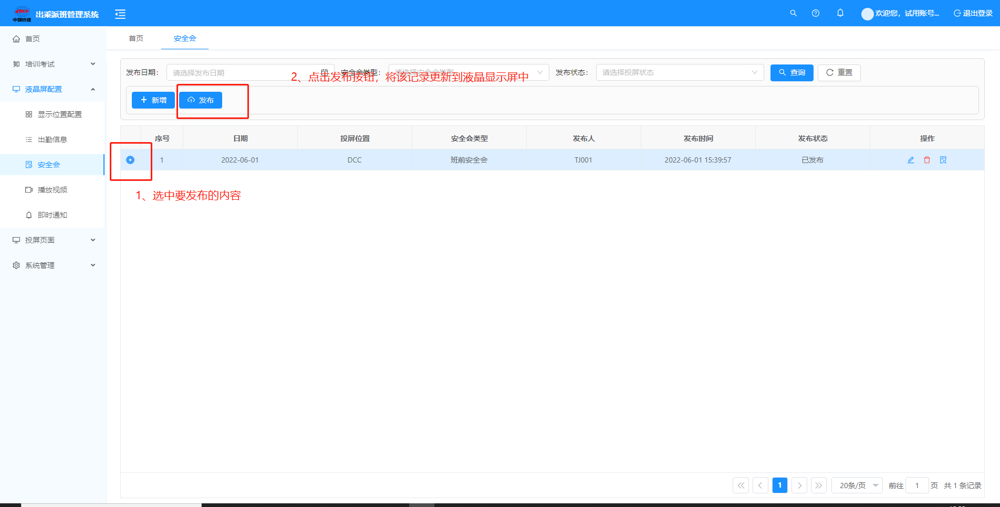 中国铁建
出乘派班管理系统
欢迎您，试用账号...
退出登录
首页
培训考试
液晶屏配置
显示位置配置
出勤信息
安全会
播放视频
即时通知
投屏页面
系统管理
首页
安全会
发布日期：
请选择发布日期
安全会类型：
请选择安全会类型
发布状态：
请选择投屏状态
查询
重置
2、点击发布按钮，将该记录更新到液晶显示屏中
新增
发布
序号 日期 投屏位置 安全会类型 发布人 发布时间 发布状态 操作
1 2022-06-01 DCC 班前安全会 TJ001 2022-06-01 15:39:57 已发布
1、选中要发布的内容
1 20条/页 前往 1 页 共 1 条记录